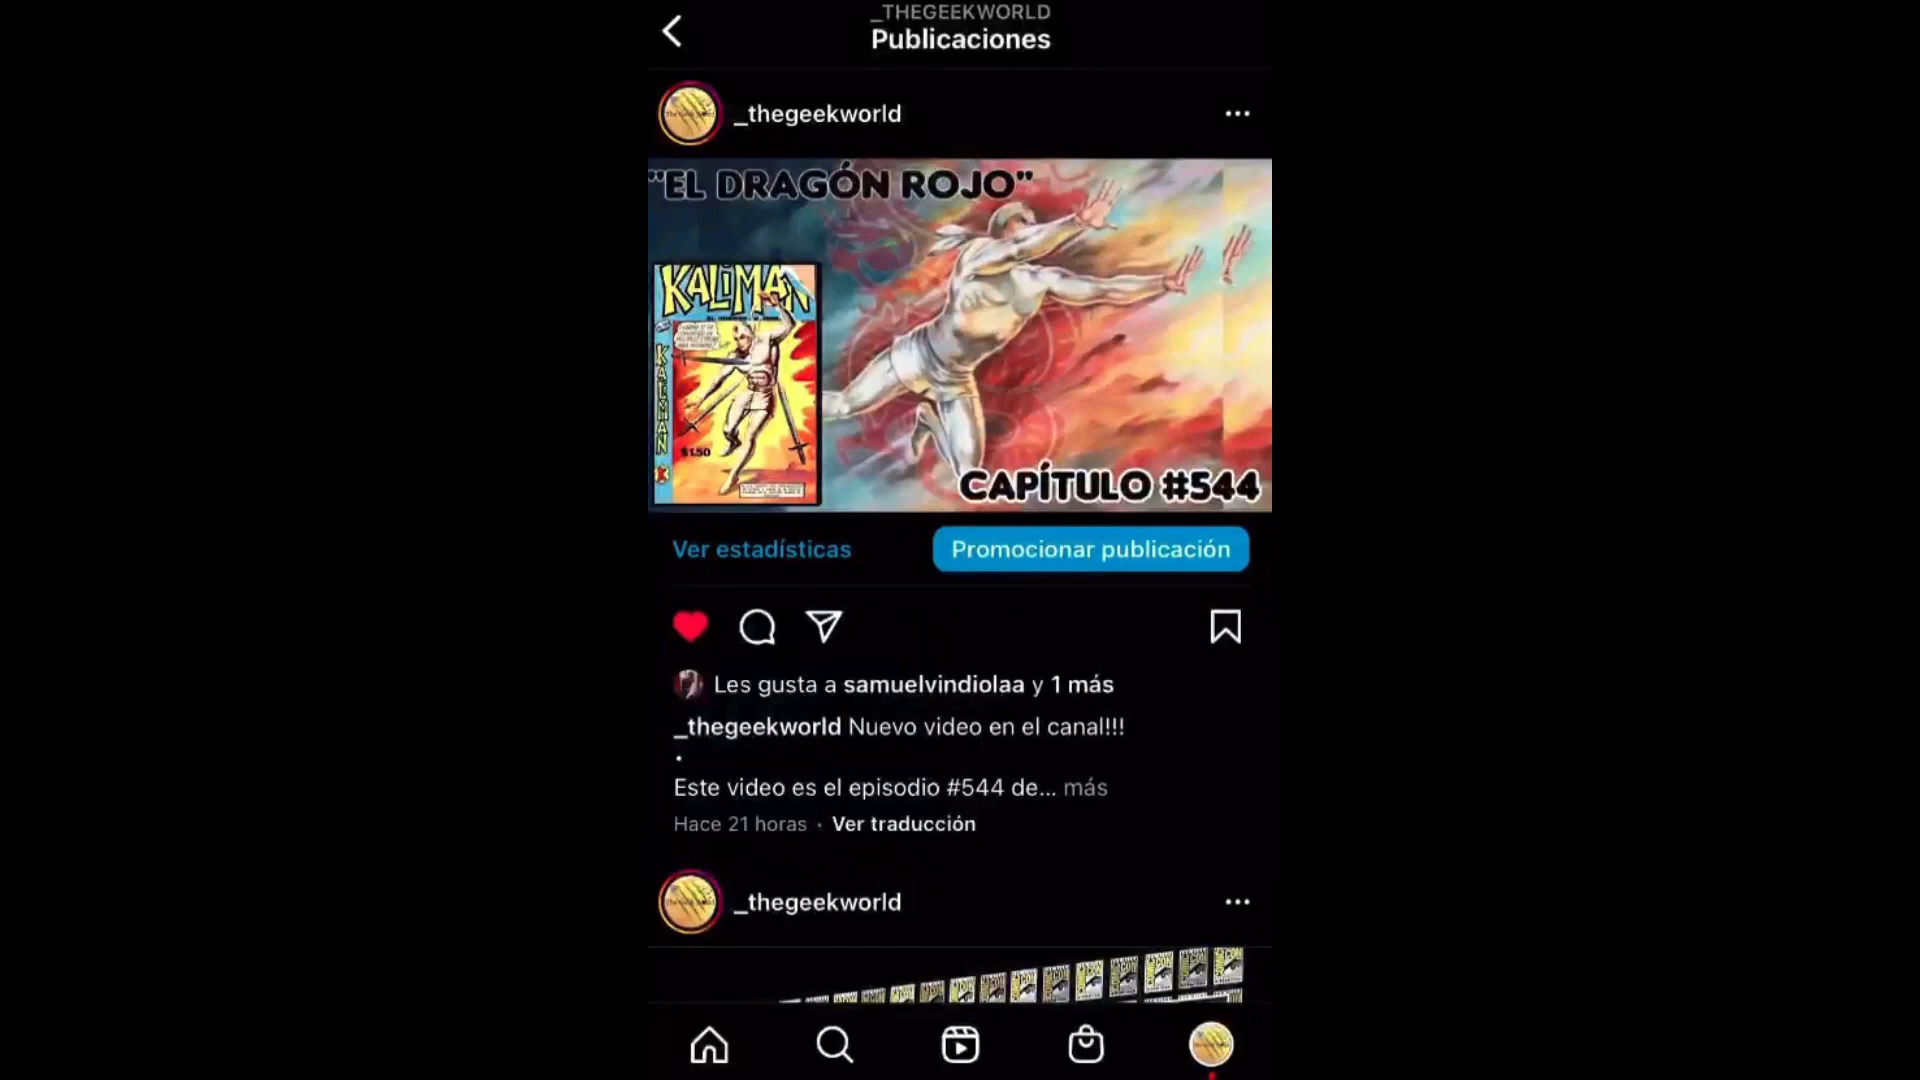 _THEGEEKWORLD
Publicaciones
_thegeekworld
"EL DRAGÓN ROJO"
KALIMAN
KALIMAN
$1.50
CAPÍTULO #544
Ver estadísticas
Promocionar publicación
Les gusta a samuelvindiolaa y 1 más
_thegeekworld Nuevo video en el canal!!!
.
Este video es el episodio #544 de... más
Hace 21 horas · Ver traducción
_thegeekworld